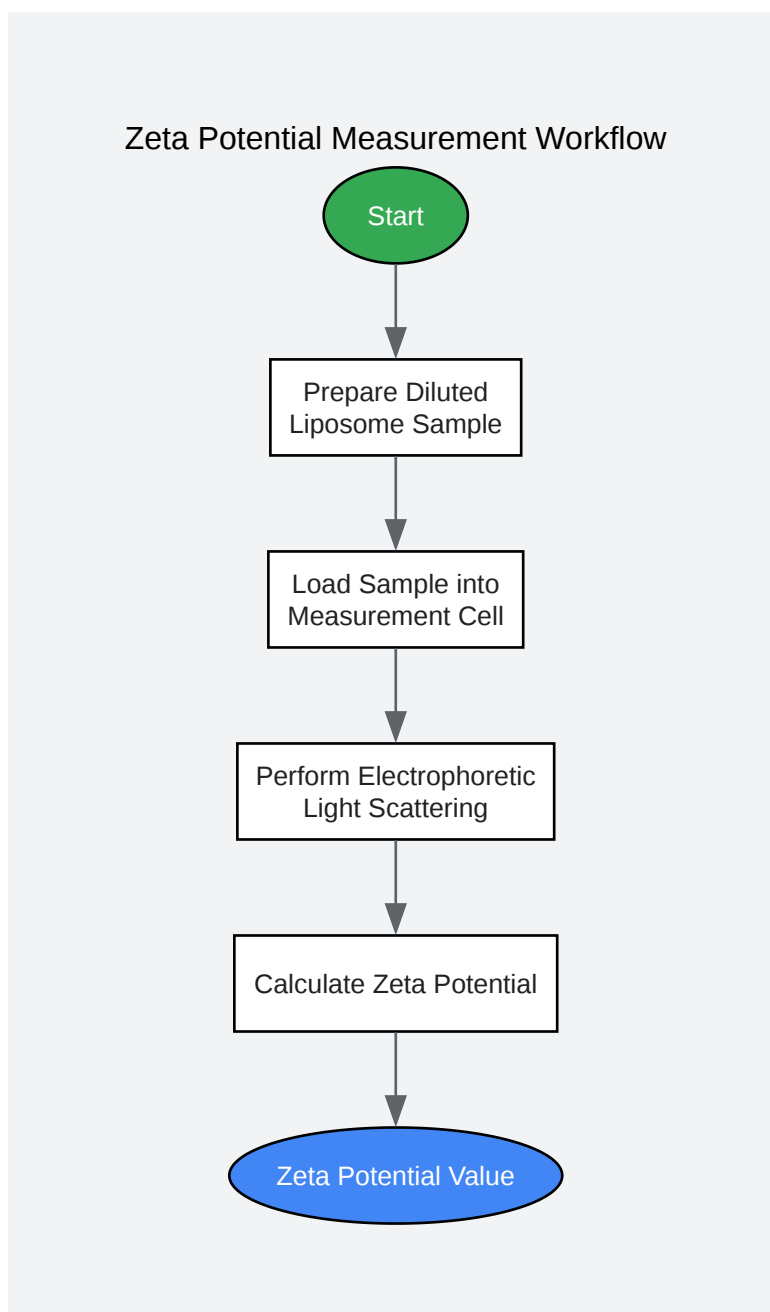 Zeta Potential Measurement Workflow
Start
Prepare Diluted
Liposome Sample
Load Sample into
Measurement Cell
Perform Electrophoretic
Light Scattering
Calculate Zeta Potential
Zeta Potential Value